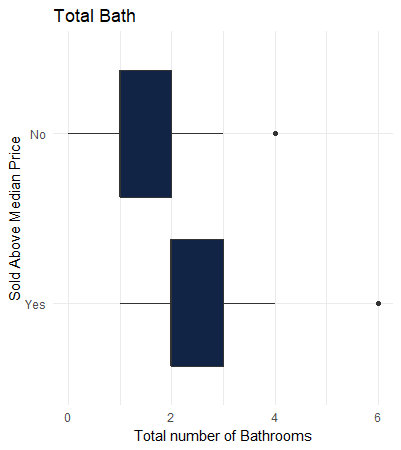 Total Bath
Sold Above Median Price
No
Yes
0 2 4 6
Total number of Bathrooms